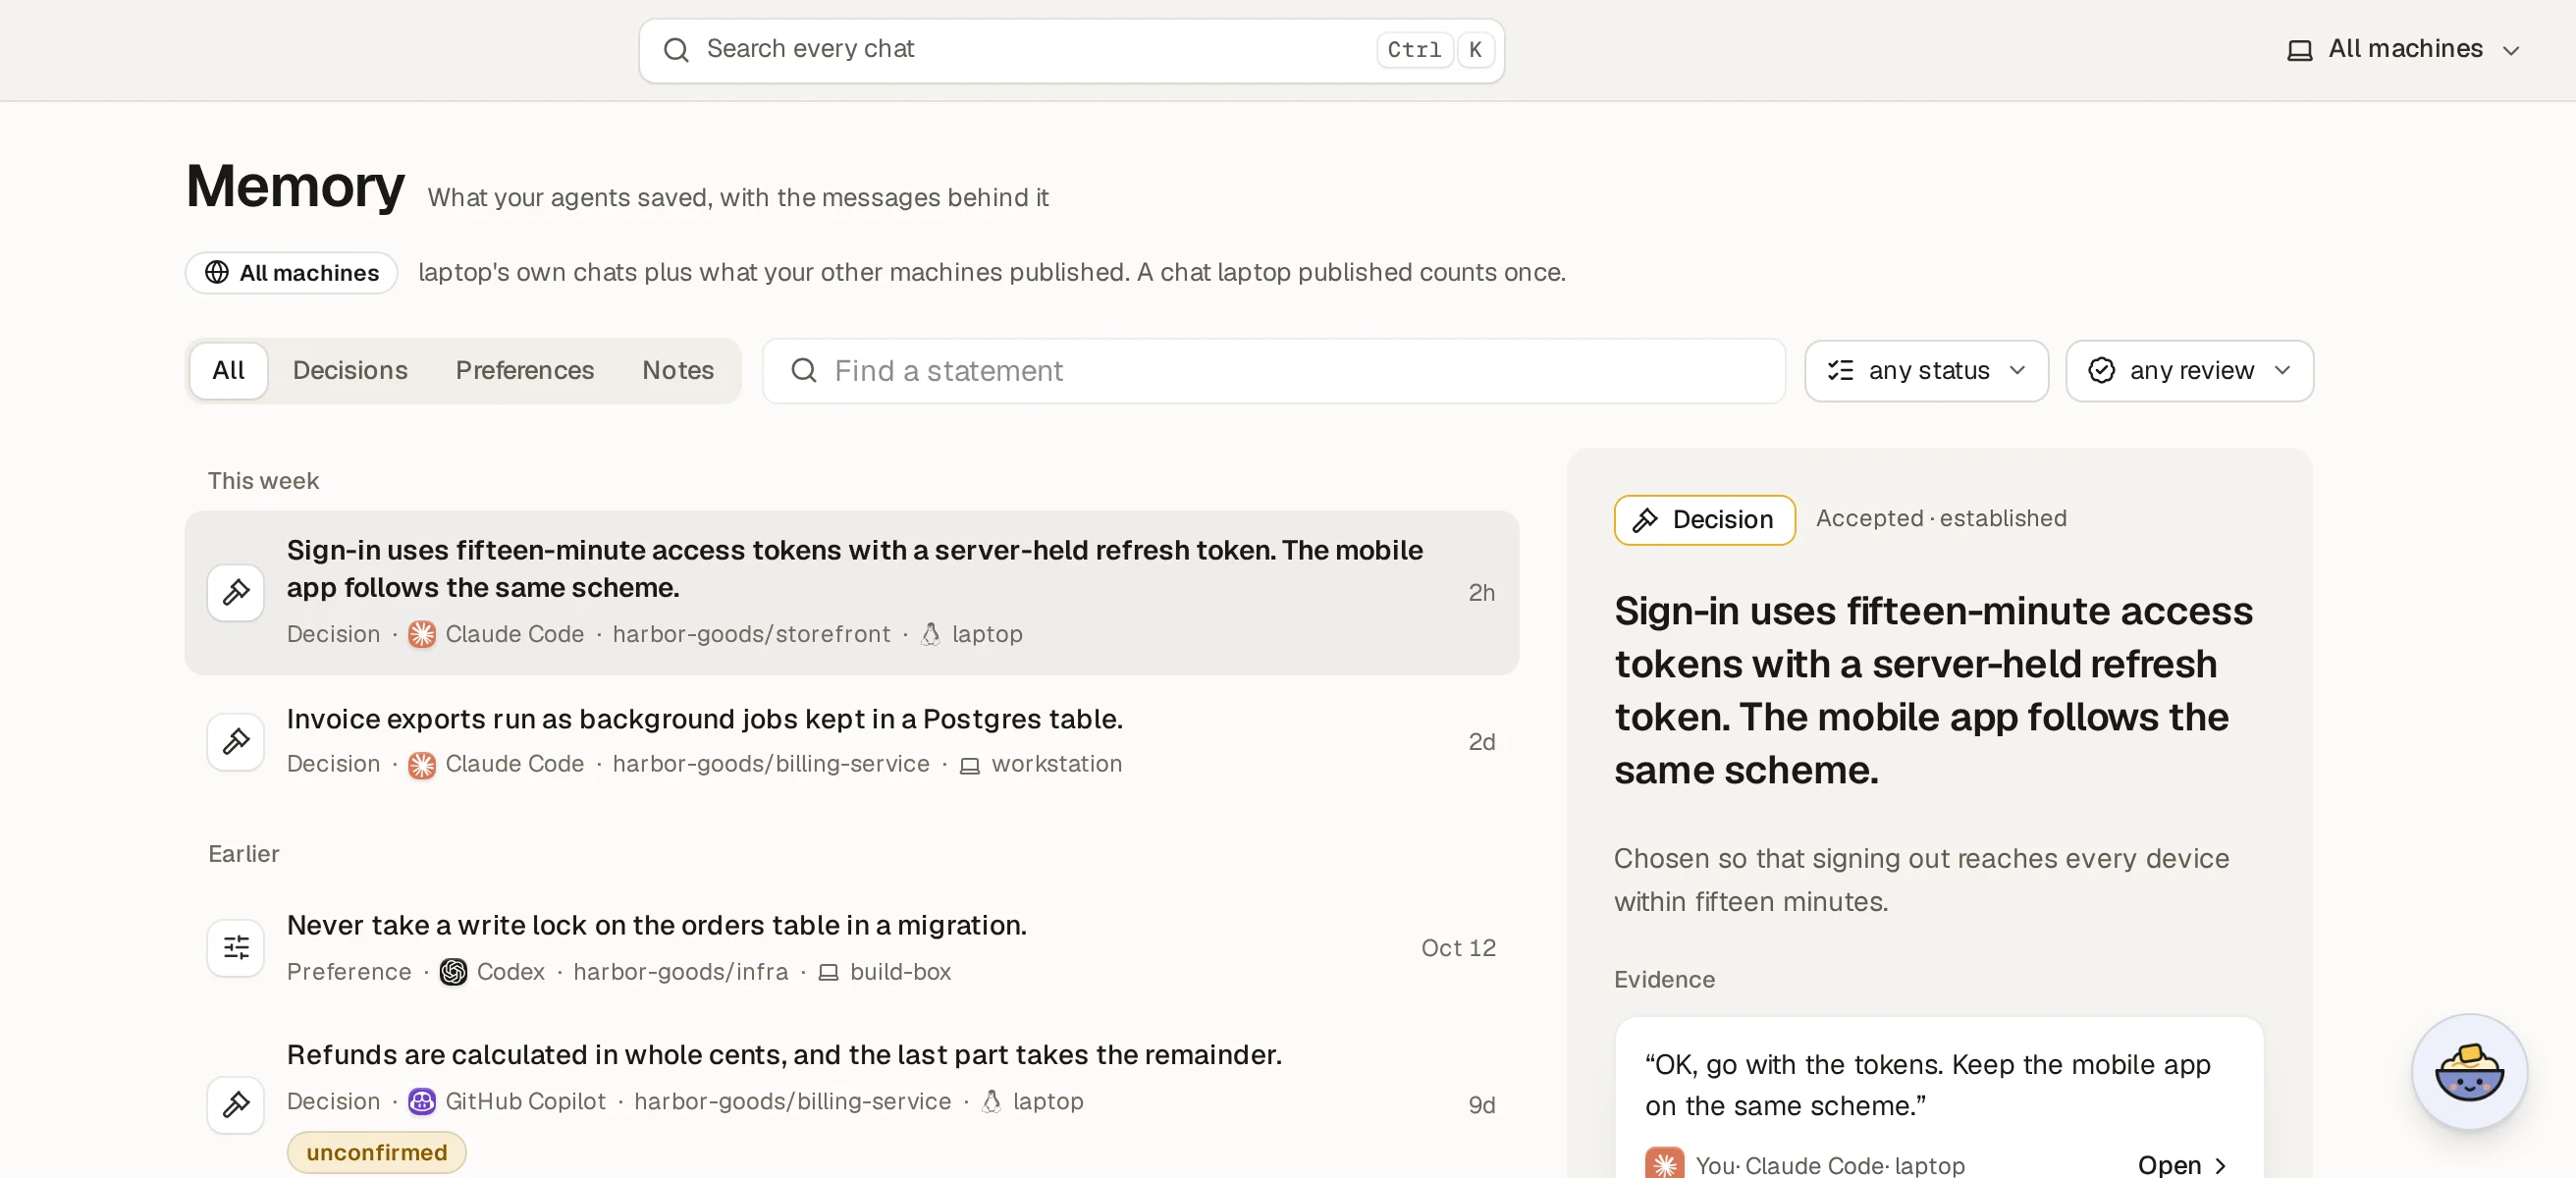 Search every chat
Ctrl K
All machines
Memory What your agents saved, with the messages behind it
All machines laptop's own chats plus what your other machines published. A chat laptop published counts once.
All Decisions Preferences Notes
Find a statement
any status
any review
This week
Sign-in uses fifteen-minute access tokens with a server-held refresh token. The mobile
app follows the same scheme.
Decision · Claude Code · harbor-goods/storefront · laptop
2h
Invoice exports run as background jobs kept in a Postgres table.
Decision · Claude Code · harbor-goods/billing-service · workstation
2d
Earlier
Never take a write lock on the orders table in a migration.
Preference · Codex · harbor-goods/infra · build-box
Oct 12
Refunds are calculated in whole cents, and the last part takes the remainder.
Decision · GitHub Copilot · harbor-goods/billing-service · laptop
9d
unconfirmed
Decision Accepted · established
Sign-in uses fifteen-minute access
tokens with a server-held refresh
token. The mobile app follows the
same scheme.
Chosen so that signing out reaches every device
within fifteen minutes.
Evidence
“OK, go with the tokens. Keep the mobile app
on the same scheme.”
You· Claude Code· laptop
Open